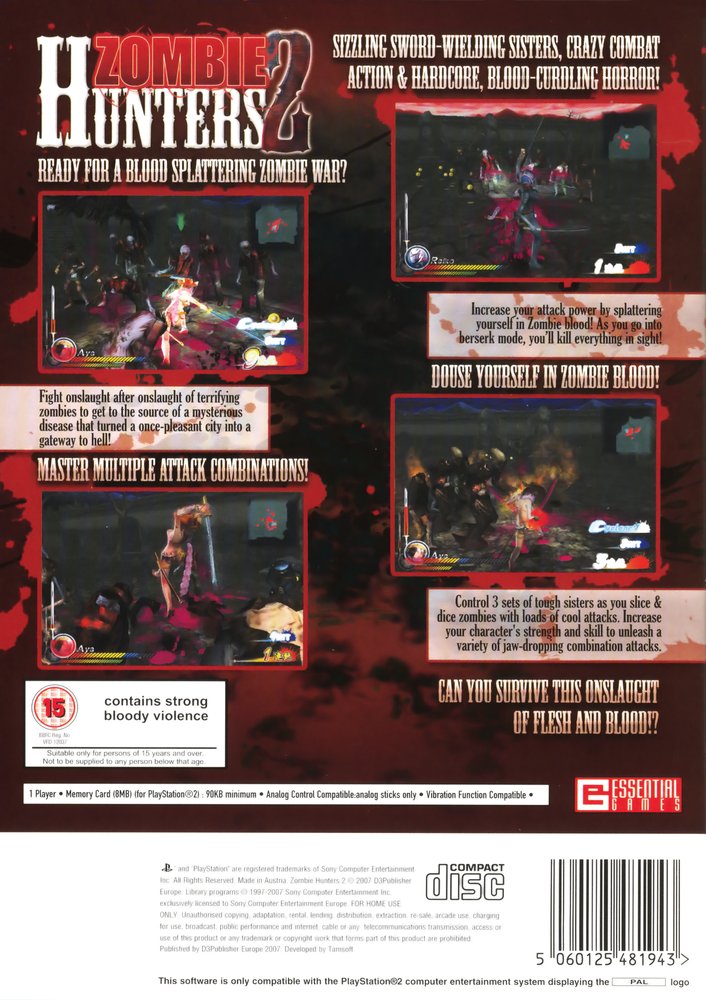 ZOMBIE
HUNTERS 2
READY FOR A BLOOD SPLATTERING ZOMBIE WAR?
SIZZLING SWORD-WIELDING SISTERS, CRAZY COMBAT
ACTION & HARDCORE, BLOOD-CURDLING HORROR!
Aya
Reiko
Increase your attack power by splattering
yourself in Zombie blood! As you go into
berserk mode, you'll kill everything in sight!
DOUSE YOURSELF IN ZOMBIE BLOOD!
Fight onslaught after onslaught of terrifying
zombies to get to the source of a mysterious
disease that turned a once-pleasant city into a
gateway to hell!
MASTER MULTIPLE ATTACK COMBINATIONS!
Aya
Aya
Control 3 sets of tough sisters as you slice &
dice zombies with loads of cool attacks. Increase
your character's strength and skill to unleash a
variety of jaw-dropping combination attacks.
CAN YOU SURVIVE THIS ONSLAUGHT
OF FLESH AND BLOOD!?
15
contains strong
bloody violence
BBFC Reg. No
Suitable only for persons of 15 years and over.
Not to be supplied to any person below that age.
1 Player • Memory Card (8MB) (for PlayStation®2) : 90KB minimum • Analog Control Compatible:analog sticks only • Vibration Function Compatible •
ESSENTIAL
GAMES
and 'PlayStation' are registered trademarks of Sony Computer Entertainment
Inc. All Rights Reserved. Made in Austria. Zombie Hunters 2 © 2007 D3Publisher
Europe. Library programs © 1997-2007 Sony Computer Entertainment Inc.
exclusively licensed to Sony Computer Entertainment Europe. FOR HOME USE
ONLY. Unauthorised copying, adaptation, rental, lending, distribution, extraction, re-sale, arcade use, charging
for use, broadcast, public performance and internet, cable or any telecommunications transmission, access or
use of this product or any trademark or copyright work that forms part of this product are prohibited.
Published by D3Publisher Europe 2007. Developed by Tamsoft
COMPACT
disc
5 060125 481943 >
This software is only compatible with the PlayStation®2 computer entertainment system displaying the PAL logo